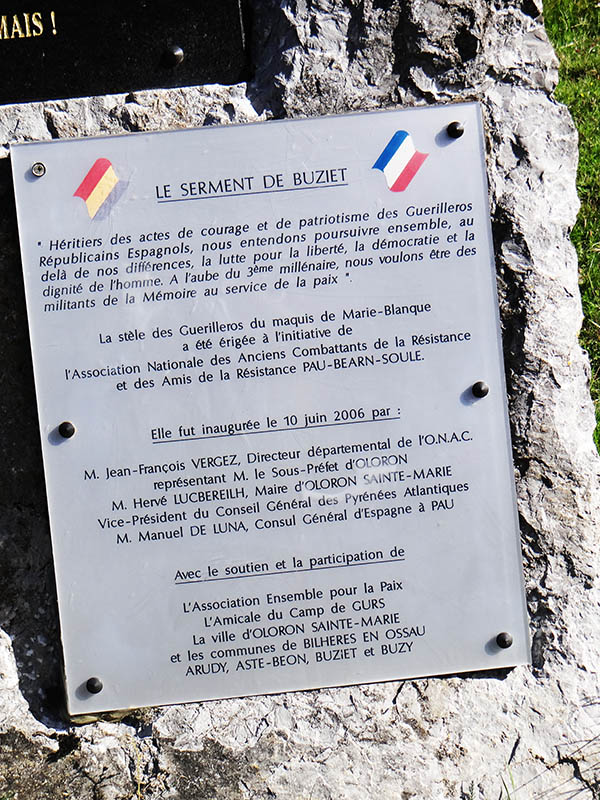 MAIS !
LE SERMENT DE BUZIET
" Héritiers des actes de courage et de patriotisme des Guerilleros
Républicains Espagnols, nous entendons poursuivre ensemble, au
delà de nos différences, la lutte pour la liberté, la démocratie et la
dignité de l'homme. A l'aube du 3ème millénaire, nous voulons être des
militants de la Mémoire au service de la paix ".
La stèle des Guerilleros du maquis de Marie-Blanque
a été érigée à l'initiative de
l'Association Nationale des Anciens Combattants de la Résistance
et des Amis de la Résistance PAU-BEARN-SOULE.
Elle fut inaugurée le 10 juin 2006 par :
M. Jean-François VERGEZ, Directeur départemental de l'O.N.A.C.
représentant M. le Sous-Préfet d'OLORON
M. Hervé LUCBEREILH, Maire d'OLORON SAINTE-MARIE
Vice-Président du Conseil Général des Pyrénées Atlantiques
M. Manuel DE LUNA, Consul Général d'Espagne à PAU
Avec le soutien et la participation de
L'Association Ensemble pour la Paix
L'Amicale du Camp de GURS
La ville d'OLORON SAINTE-MARIE
et les communes de BILHERES EN OSSAU
ARUDY, ASTE-BEON, BUZIET et BUZY